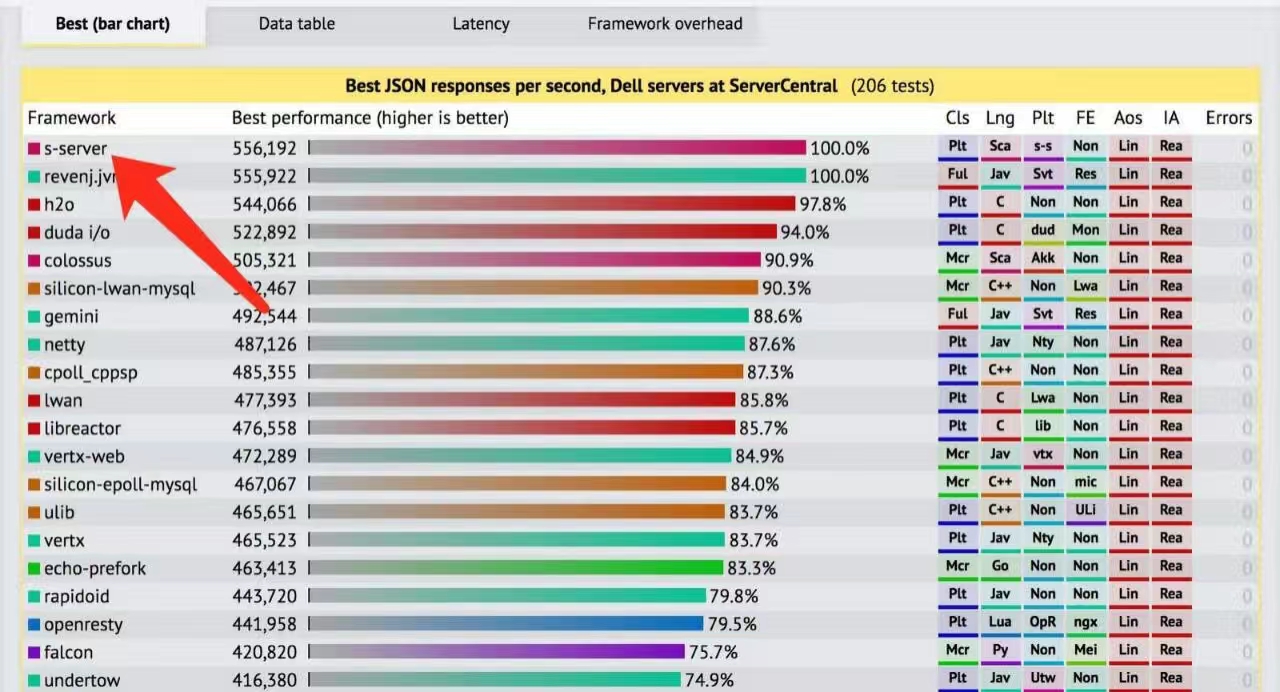 Best (bar chart) Data table Latency Framework overhead
Best JSON responses per second, Dell servers at ServerCentral (206 tests)
Framework Best performance (higher is better) Cls Lng Plt FE Aos IA Errors
s-server 556,192 100.0% Plt Sca s-s Non Lin Rea 0
555,922 100.0% Ful Jav Svt Res Lin Rea 0
h2o 544,066 97.8% Plt C Non Non Lin Rea 0
duda i/o 522,892 94.0% Plt C dud Mon Lin Rea 0
colossus 505,321 90.9% Mcr Sca Akk Non Lin Rea 0
silicon-lwan-mysql 90.3% Mcr C++ Non Lwa Lin Rea 0
gemini 492,544 88.6% Ful Jav Svt Res Lin Rea 0
netty 487,126 87.6% Plt Jav Nty Non Lin Rea 0
cpoll_cppsp 485,355 87.3% Plt C++ Non Non Lin Rea 0
lwan 477,393 85.8% Plt C Lwa Non Lin Rea 0
libreactor 476,558 85.7% Plt C lib Non Lin Rea 0
vertx-web 472,289 84.9% Mcr Jav vtx Non Lin Rea 0
silicon-epoll-mysql 467,067 84.0% Mcr C++ Non mic Lin Rea 0
ulib 465,651 83.7% Plt C++ Non ULi Lin Rea 0
vertx 465,523 83.7% Plt Jav Nty Non Lin Rea 0
echo-prefork 463,413 83.3% Mcr Go Non Non Lin Rea 0
rapidoid 443,720 79.8% Plt Jav Non Non Lin Rea 0
openresty 441,958 79.5% Plt Lua OpR ngx Lin Rea 0
falcon 420,820 75.7% Mcr Py Non Mei Lin Rea 0
undertow 416,380 74.9% Plt Jav Utw Non Lin Rea 0